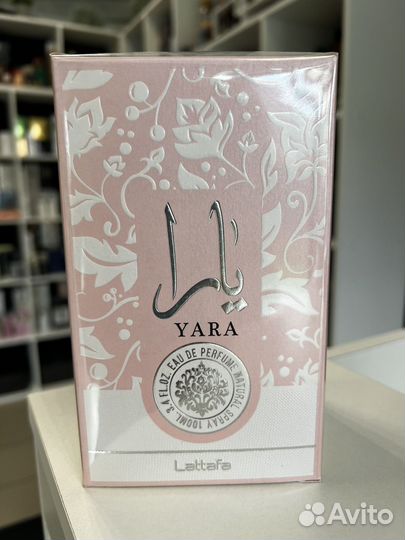 يارا
YARA
3.4 FL.OZ. EAU DE PERFUME NATURAL SPRAY 100ML.
Lattafa
Avito